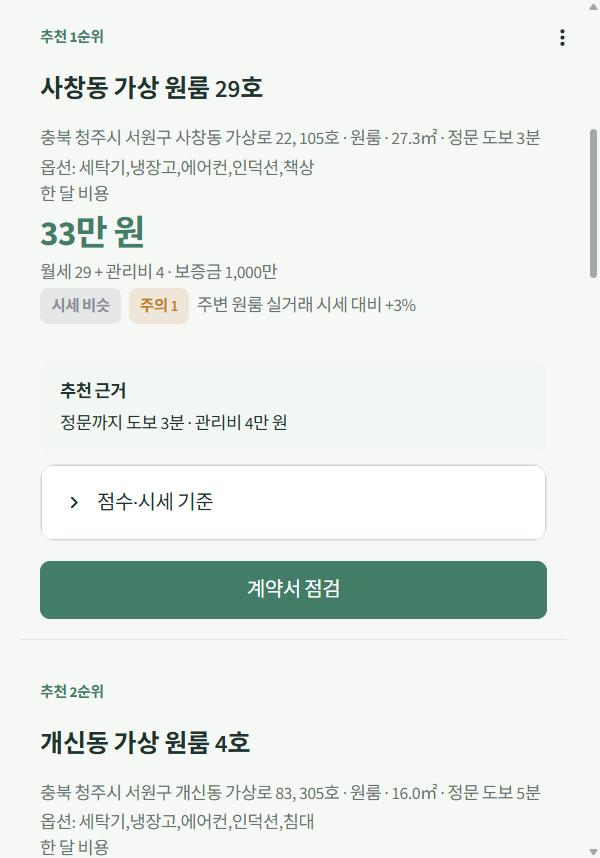 추천 1순위
사창동 가상 원룸 29호
충북 청주시 서원구 사창동 가상로 22, 105호 · 원룸 · 27.3㎡ · 정문 도보 3분
옵션: 세탁기,냉장고,에어컨,인덕션,책상
한 달 비용
33만 원
월세 29 + 관리비 4 · 보증금 1,000만
시세 비슷 주의 1 주변 원룸 실거래 시세 대비 +3%
추천 근거
정문까지 도보 3분 · 관리비 4만 원
점수·시세 기준
계약서 점검
추천 2순위
개신동 가상 원룸 4호
충북 청주시 서원구 개신동 가상로 83, 305호 · 원룸 · 16.0㎡ · 정문 도보 5분
옵션: 세탁기,냉장고,에어컨,인덕션,침대
한 달 비용